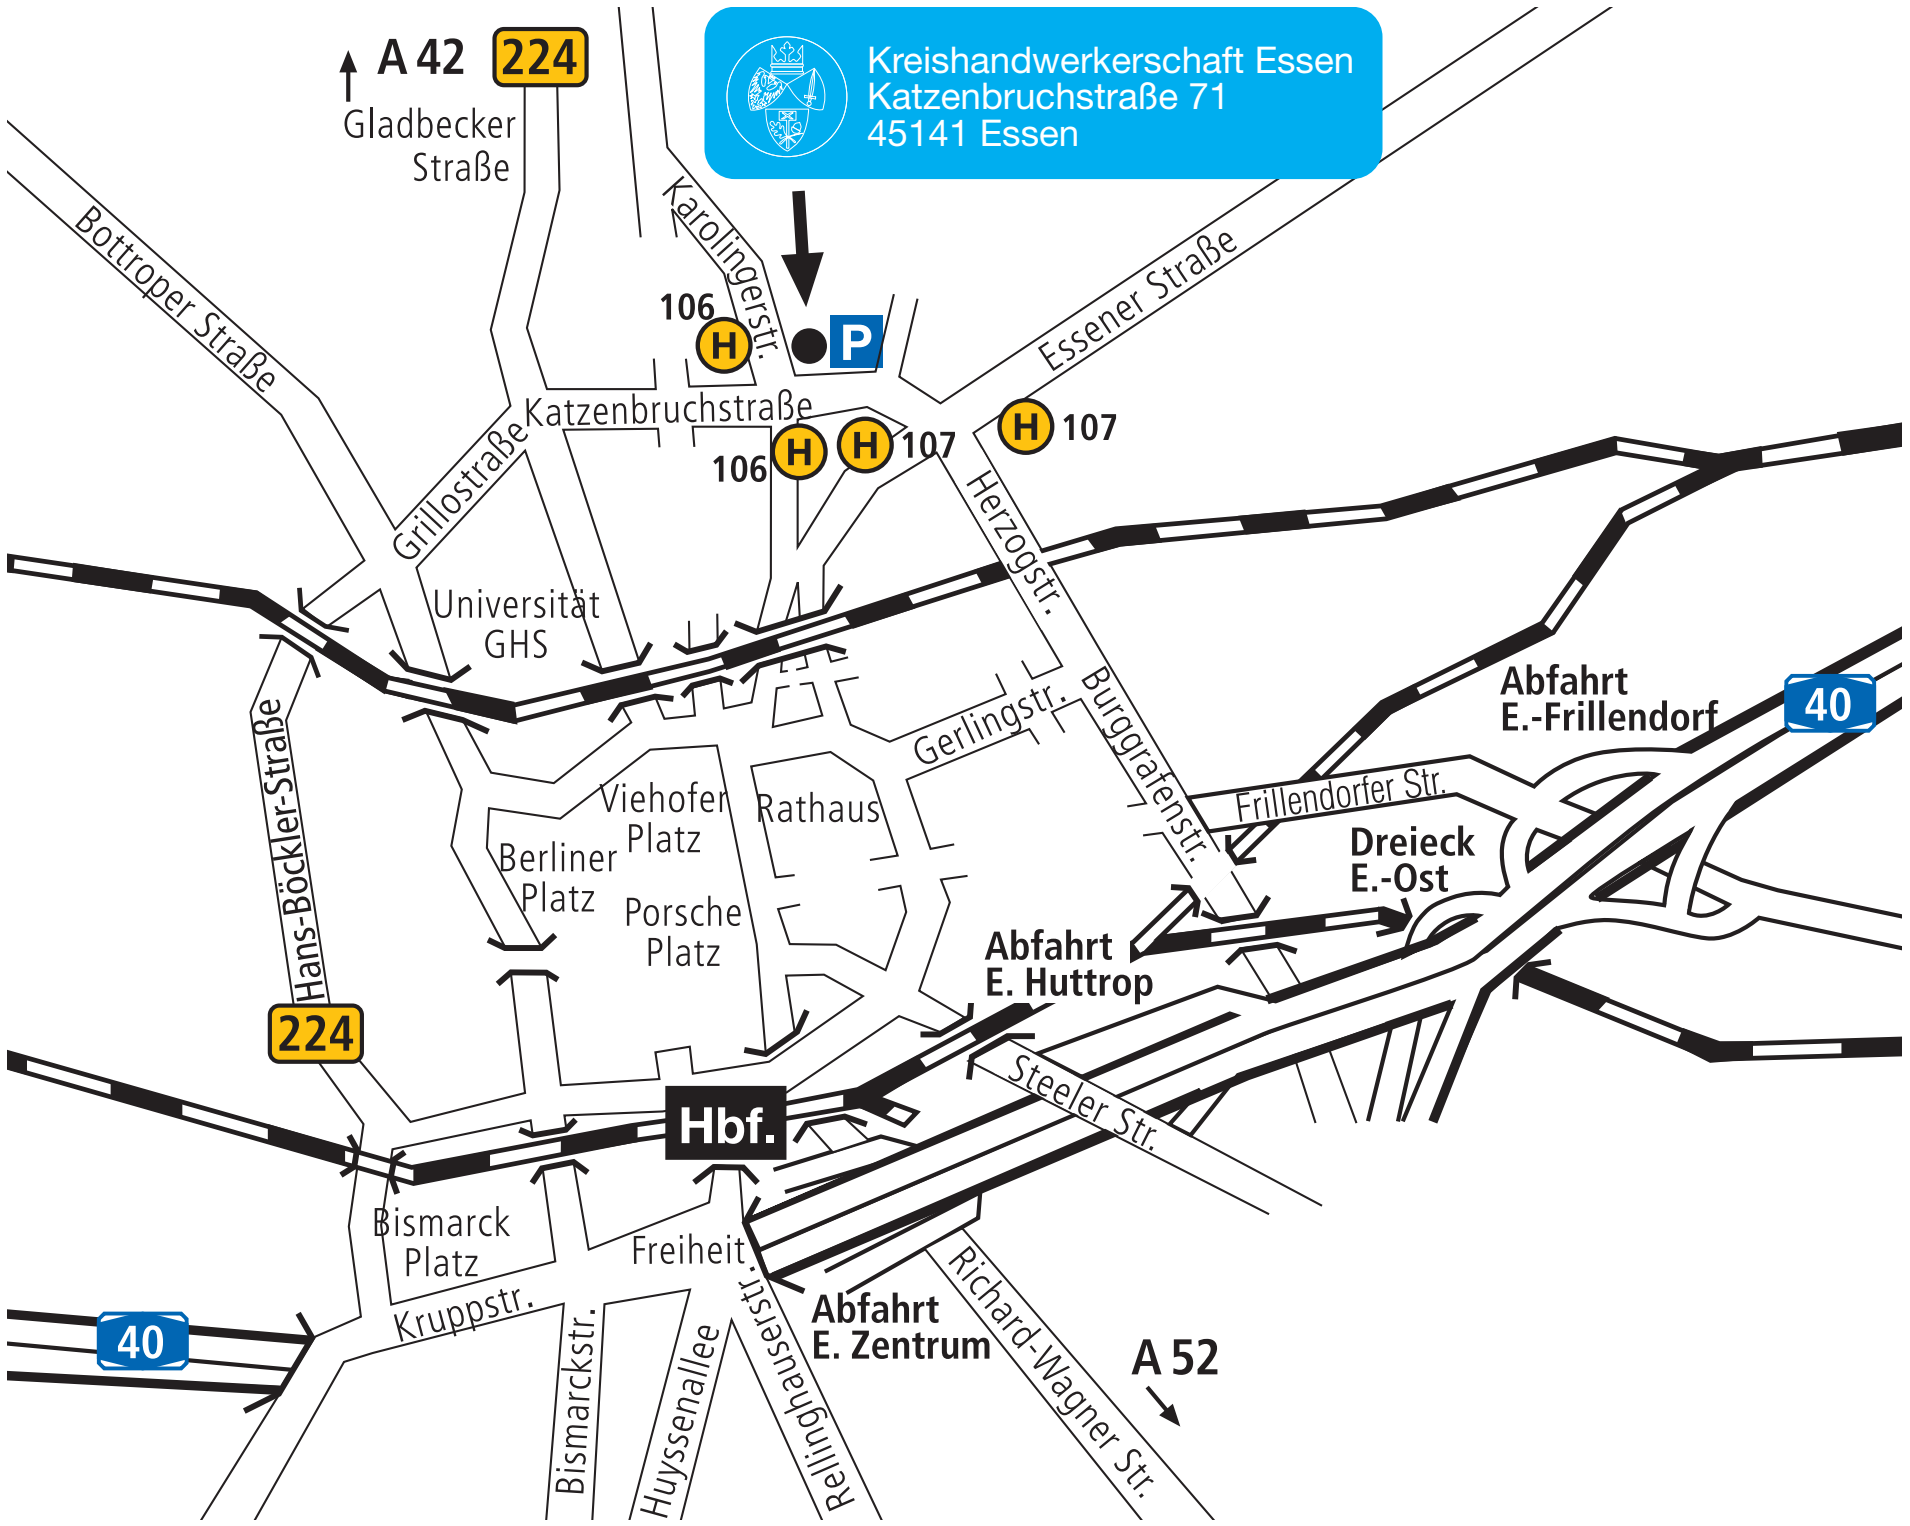 A 42
224
Gladbecker
Straße
Kreishandwerkerschaft Essen
Katzenbruchstraße 71
45141 Essen
Bottroper Straße
Karolingerstr.
Essener Straße
106
H
P
Katzenbruchstraße
H
107
106
H
H
107
Grillostraße
Herzogstr.
Universität
GHS
Hans-Böckler-Straße
Gerlingstr.
Burggrafenstr.
Abfahrt
E.-Frillendorf
40
Viehofer
Platz
Rathaus
Frillendorfer Str.
Berliner
Platz
Dreieck
E.-Ost
Porsche
Platz
Abfahrt
E. Huttrop
224
Steeler Str.
Hbf.
Bismarck
Platz
Freiheit
Kruppstr.
40
Abfahrt
E. Zentrum
Bismarckstr.
Huyssenallee
Rellinghauserstr.
Richard-Wagner Str.
A 52